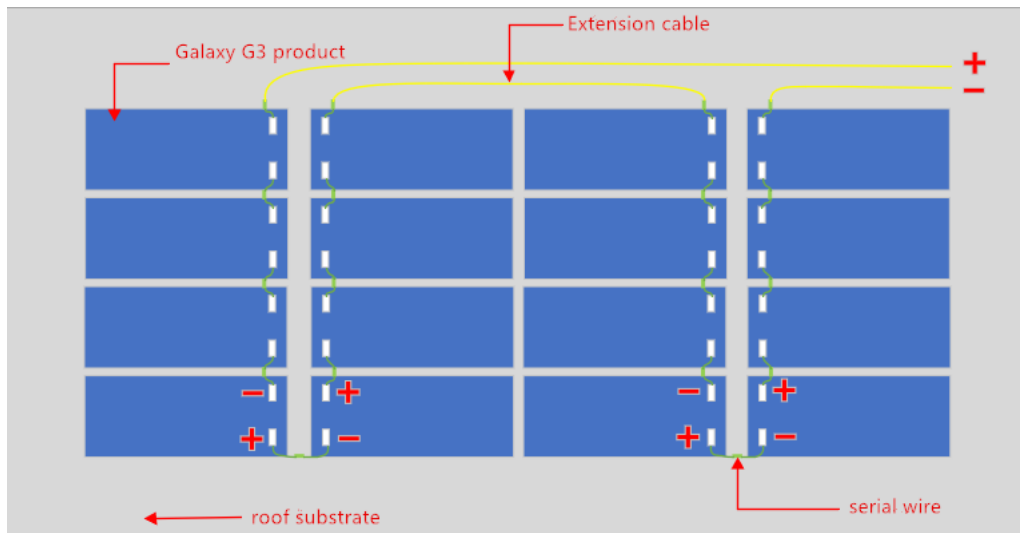 Extension cable
Galaxy G3 product
+
−
− + − +
+ − + −
serial wire
roof substrate